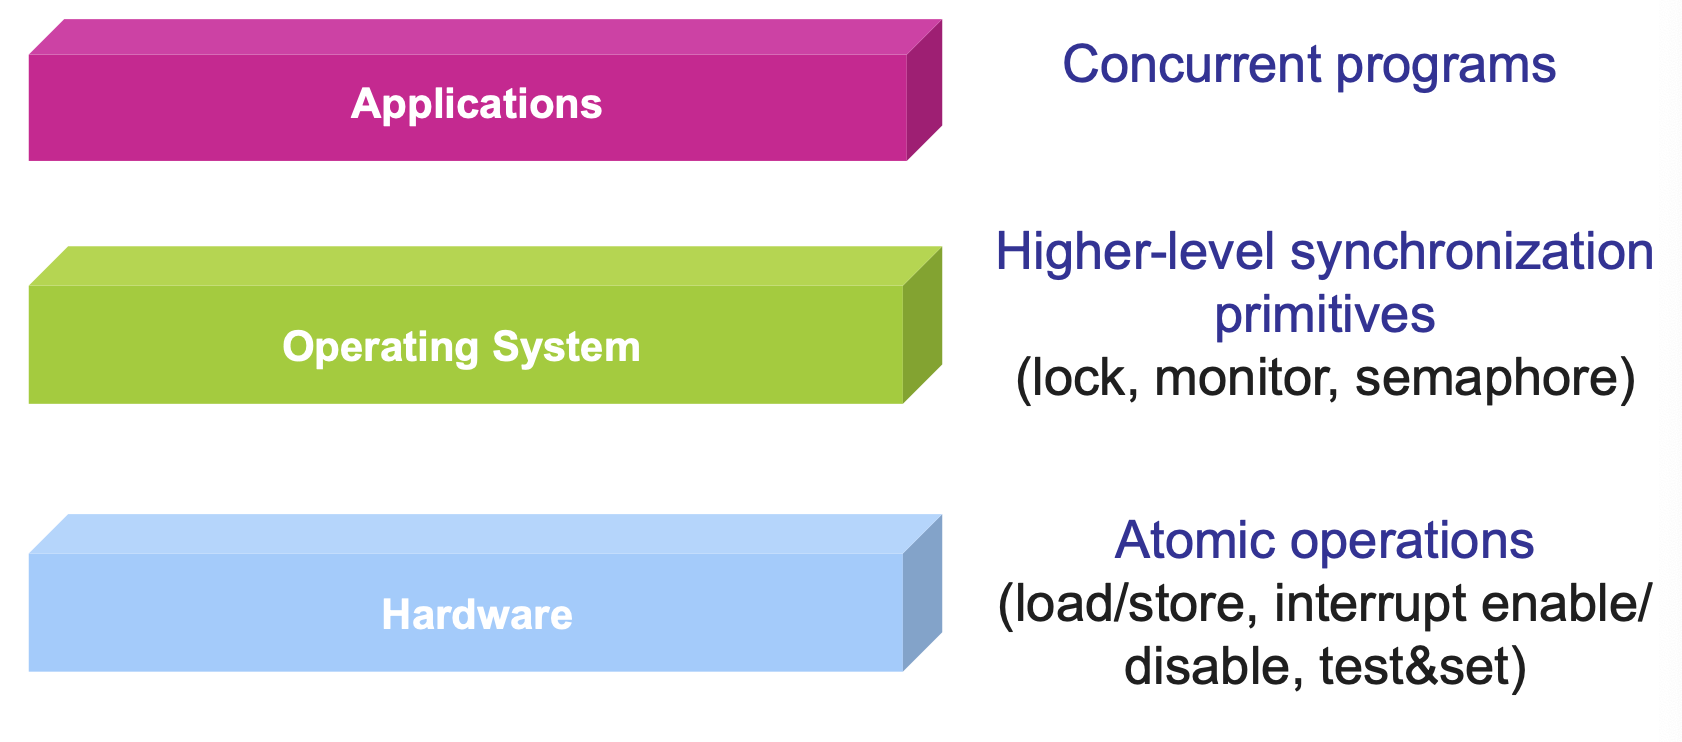 Applications
Concurrent programs
Operating System
Higher-level synchronization
primitives
(lock, monitor, semaphore)
Hardware
Atomic operations
(load/store, interrupt enable/
disable, test&set)